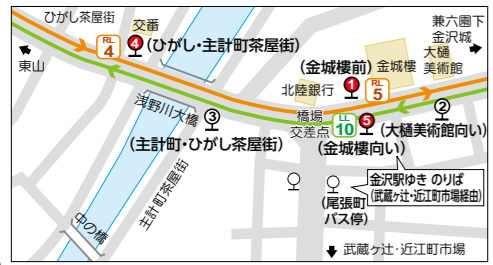 ひがし茶屋街
交番
RL
4
4
(ひがし・主計町茶屋街)
東山
兼六園下
金沢城
大樋
美術館
金城楼
(金城楼前)
1
RL
5
北陸銀行
浅野川大橋
3
(主計町・ひがし茶屋街)
橋場
交差点
LL
10
5
2
(大樋美術館向い)
(金城楼向い)
金沢駅ゆき のりば
(武蔵ヶ辻・近江町市場経由)
(尾張町
バス停)
主計町茶屋街
中の橋
武蔵ヶ辻・近江町市場